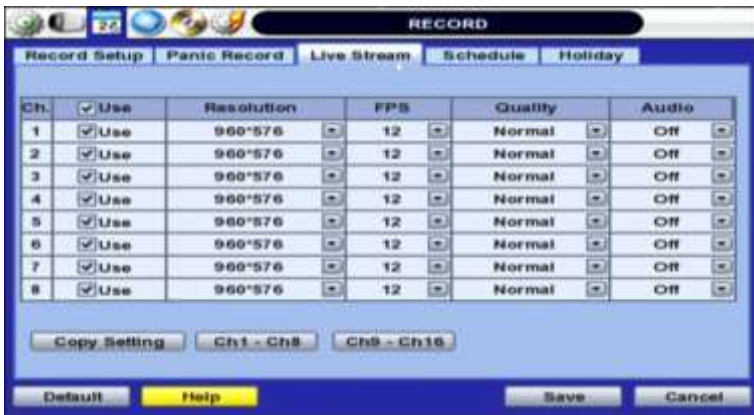 RECORD
Record Setup Panic Record Live Stream Schedule Holiday
Ch. Use Resolution FPS Quality Audio
1 Use 960*576 12 Normal Off
2 Use 960*576 12 Normal Off
3 Use 960*576 12 Normal Off
4 Use 960*576 12 Normal Off
5 Use 960*576 12 Normal Off
6 Use 960*576 12 Normal Off
7 Use 960*576 12 Normal Off
8 Use 960*576 12 Normal Off
Copy Setting Ch1 - Ch8 Ch9 - Ch16
Default Help Save Cancel